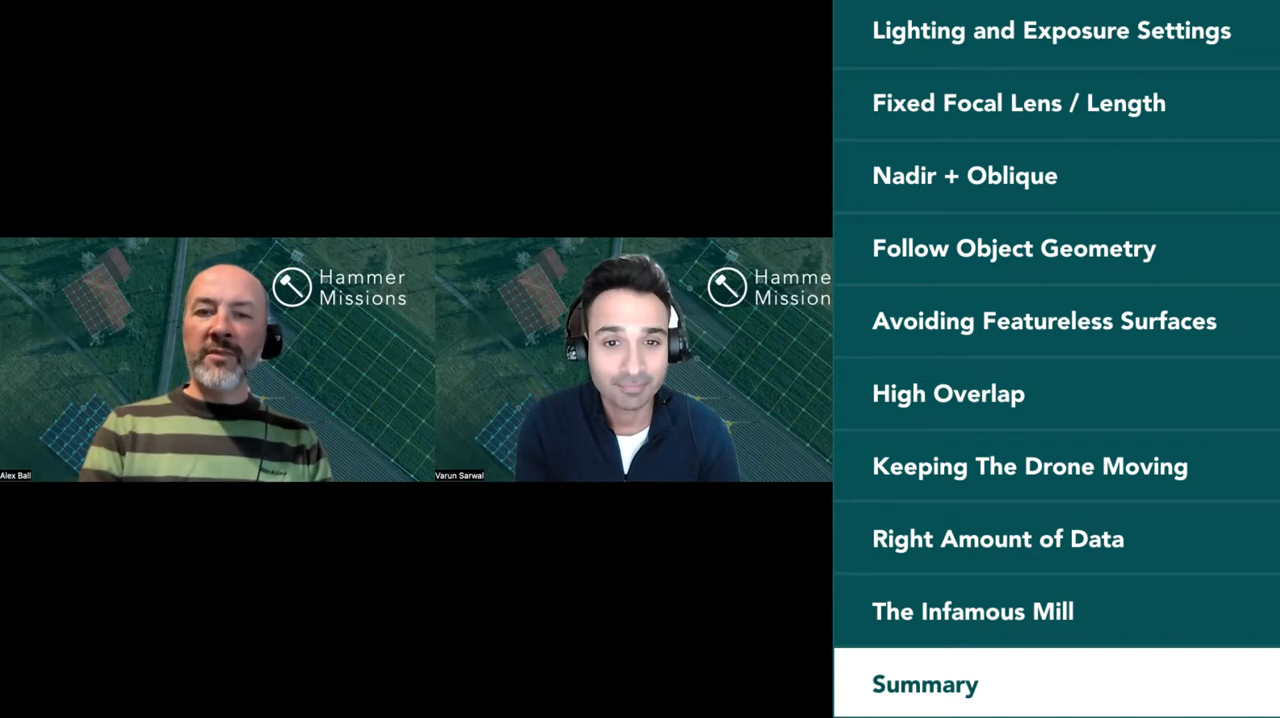 Hammer
Missions
Alex Ball
Hamme
Mission
Varun Sarwal
Lighting and Exposure Settings
Fixed Focal Lens / Length
Nadir + Oblique
Follow Object Geometry
Avoiding Featureless Surfaces
High Overlap
Keeping The Drone Moving
Right Amount of Data
The Infamous Mill
Summary